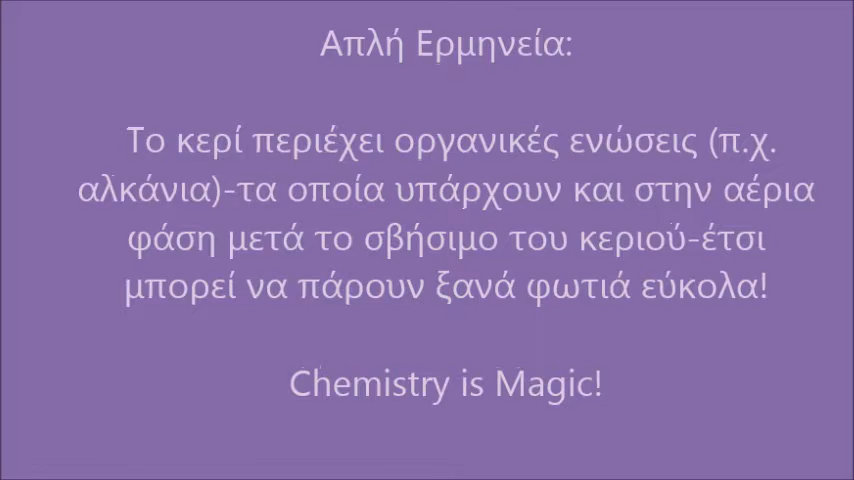 Απλή Ερμηνεία:
Το κερί περιέχει οργανικές ενώσεις (π.χ.
αλκάνια)-τα οποία υπάρχουν και στην αέρια
φάση μετά το σβήσιμο του κεριού-έτσι
μπορεί να πάρουν ξανά φωτιά εύκολα!
Chemistry is Magic!